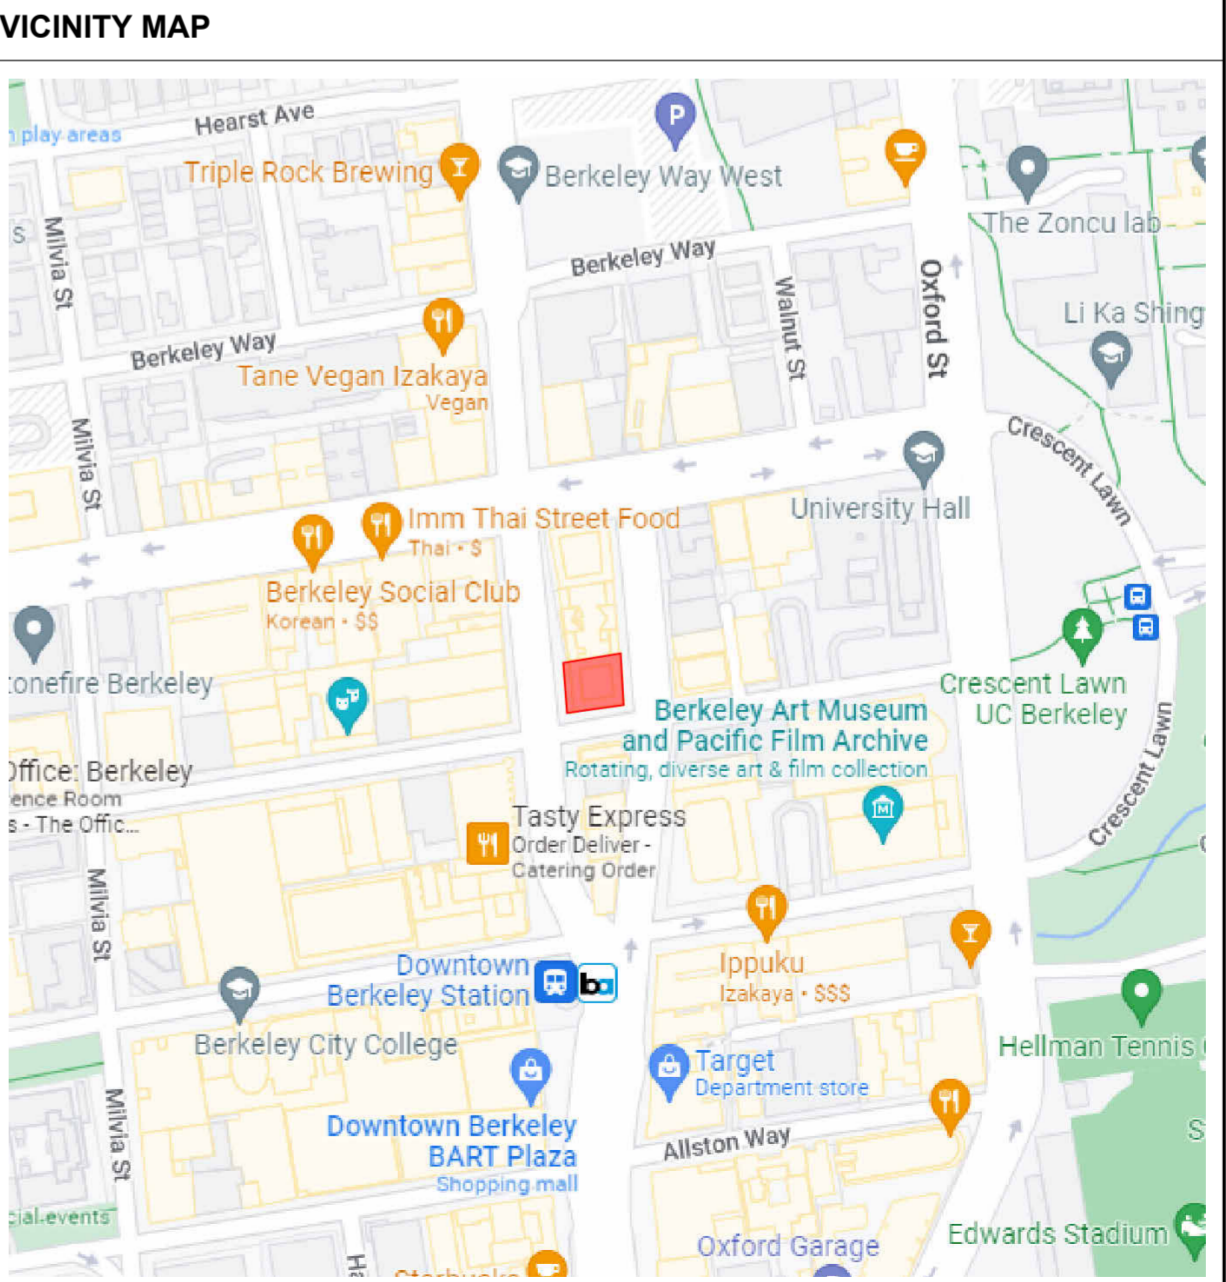 VICINITY MAP
Hearst Ave
play areas
Triple Rock Brewing
P
Berkeley Way West
The Zoncu lab
Milvia St
Berkeley Way
Oxford St
Walnut St
Li Ka Shing
Berkeley Way
Tane Vegan Izakaya
Vegan
Milvia St
Crescent Lawn
University Hall
Imm Thai Street Food
Thai • $
Berkeley Social Club
Korean • $$
onefire Berkeley
Crescent Lawn
UC Berkeley
Berkeley Art Museum
and Pacific Film Archive
Rotating, diverse art & film collection
Crescent Lawn
Office: Berkeley
ence Room
s - The Offic...
Tasty Express
Order Deliver -
Catering Order
M
Milvia St
Downtown
Berkeley Station
ba
Ippuku
Izakaya • $$$
Berkeley City College
Hellman Tennis
Target
Department store
Milvia St
Downtown Berkeley
BART Plaza
Shopping mall
Allston Way
cial events
Oxford Garage
Edwards Stadium
Starbucks